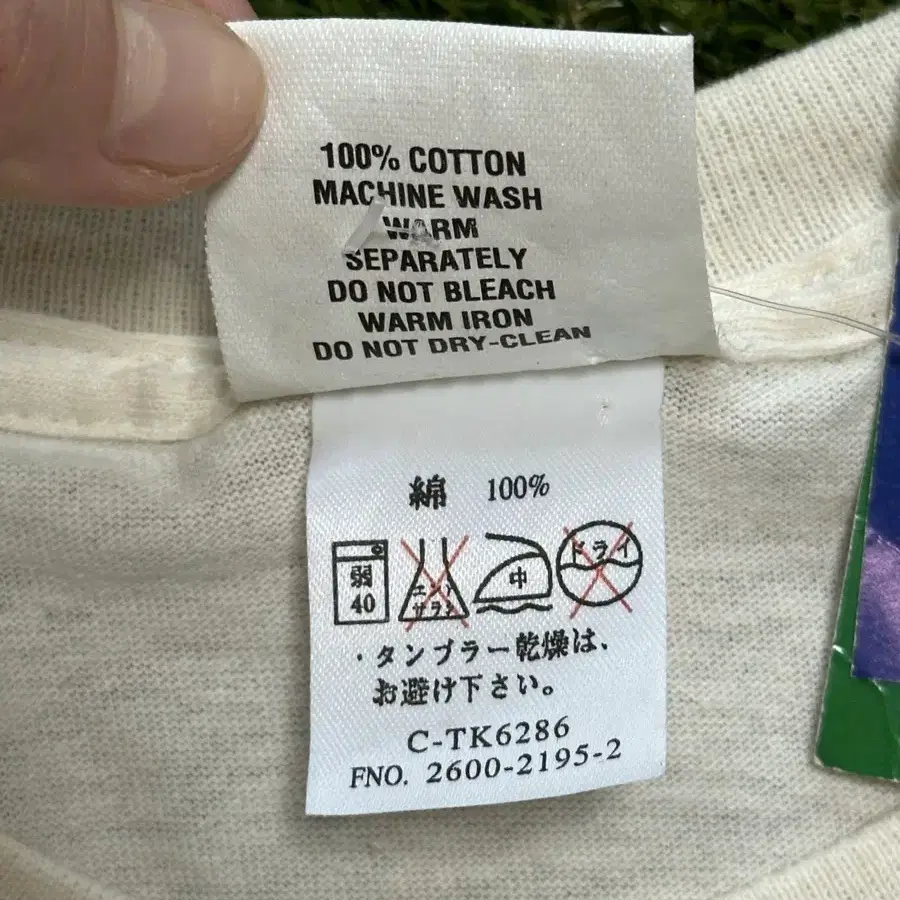 100% COTTON
MACHINE WASH
WARM
SEPARATELY
DO NOT BLEACH
WARM IRON
DO NOT DRY-CLEAN
綿 100%
弱
40
エンソ
サラシ
中
ドライ
・タンブラー乾燥は、
お避け下さい。
C-TK6286
FNO. 2600-2195-2